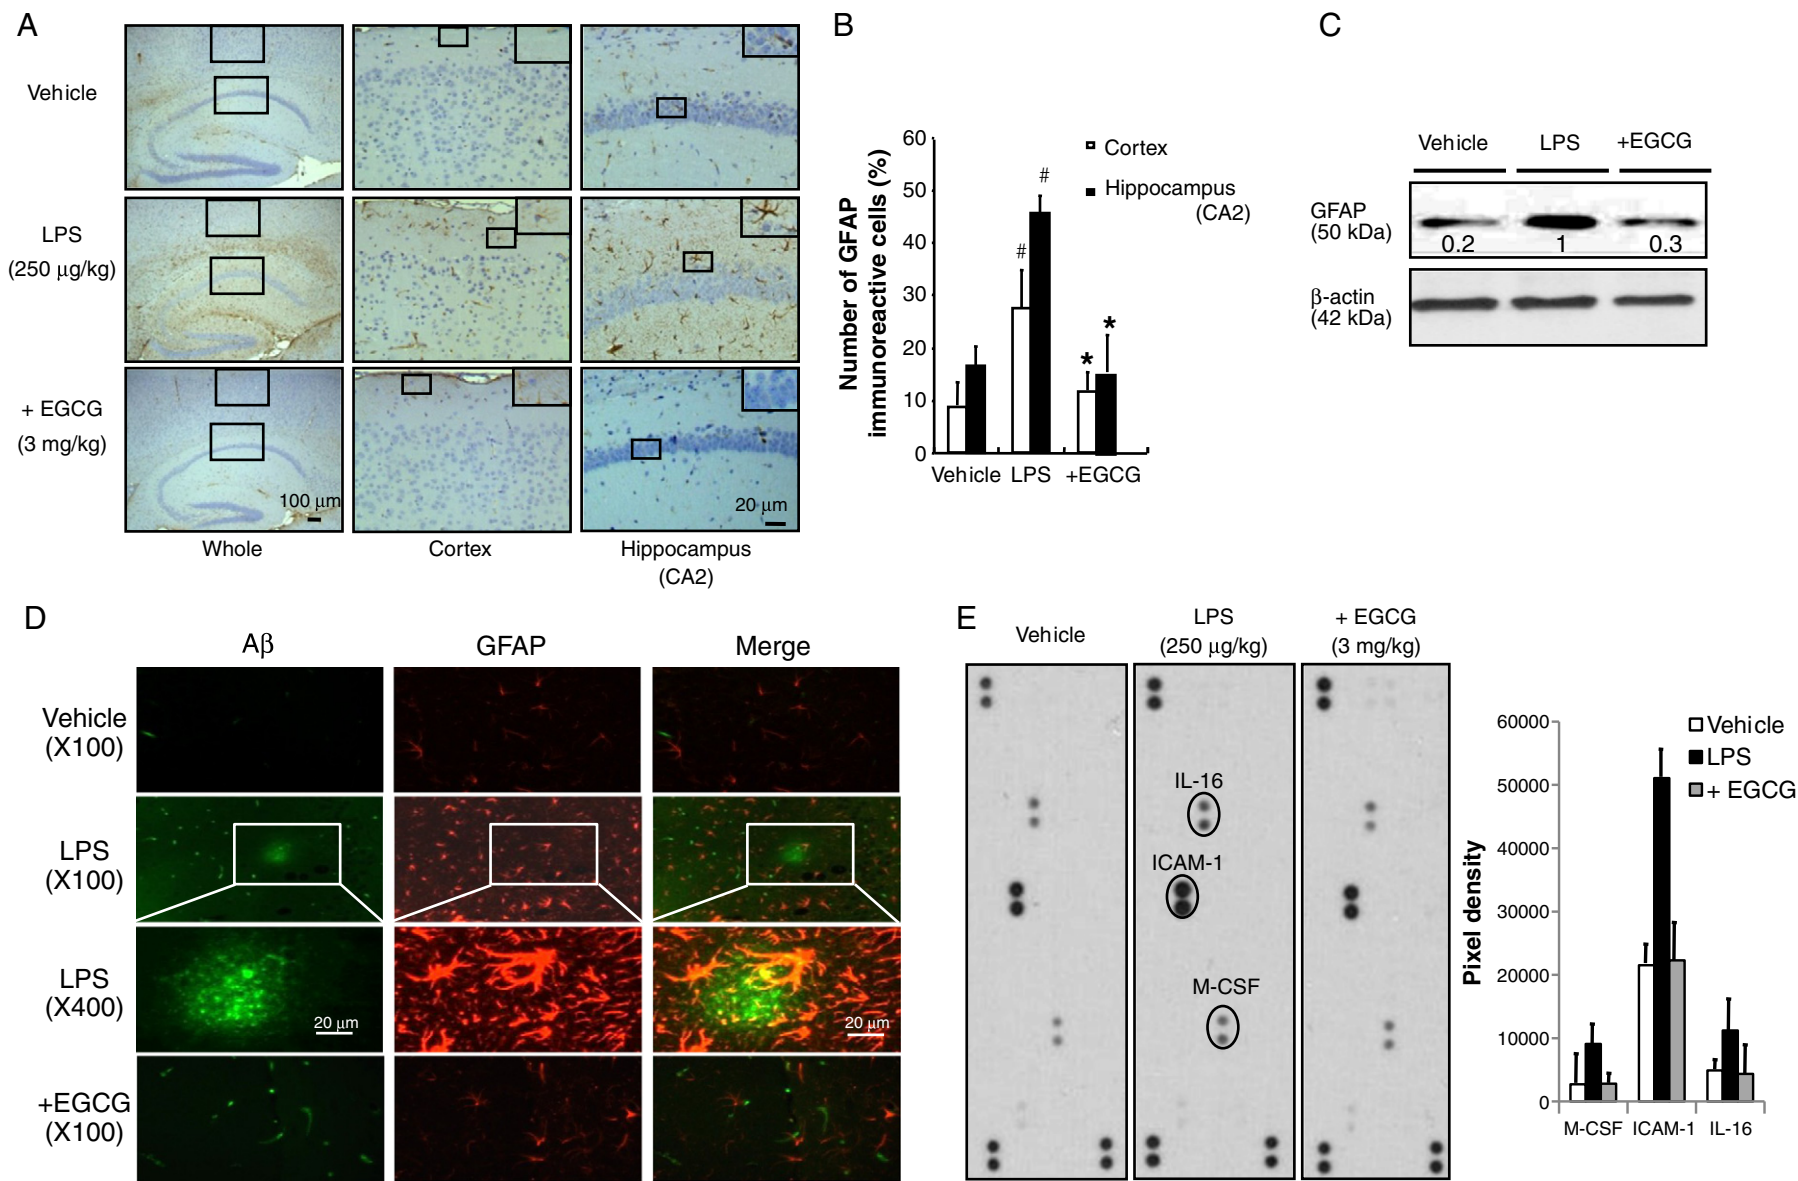 A
Vehicle
LPS
(250 μg/kg)
+ EGCG
(3 mg/kg)
100 μm
20 μm
Whole
Cortex
Hippocampus
(CA2)
B
Number of GFAP
immunoreactive cells (%)
60
50
40
30
20
10
0
Cortex
Hippocampus
(CA2)
#
#
*
*
Vehicle LPS +EGCG
C
Vehicle LPS +EGCG
GFAP
(50 kDa)
0.2 1 0.3
β-actin
(42 kDa)
D
Aβ GFAP Merge
Vehicle
(X100)
LPS
(X100)
LPS
(X400)
20 μm
20 μm
+EGCG
(X100)
E
Vehicle
LPS
(250 μg/kg)
+ EGCG
(3 mg/kg)
IL-16
ICAM-1
M-CSF
Pixel density
60000
50000
40000
30000
20000
10000
0
Vehicle
LPS
+ EGCG
M-CSF ICAM-1 IL-16